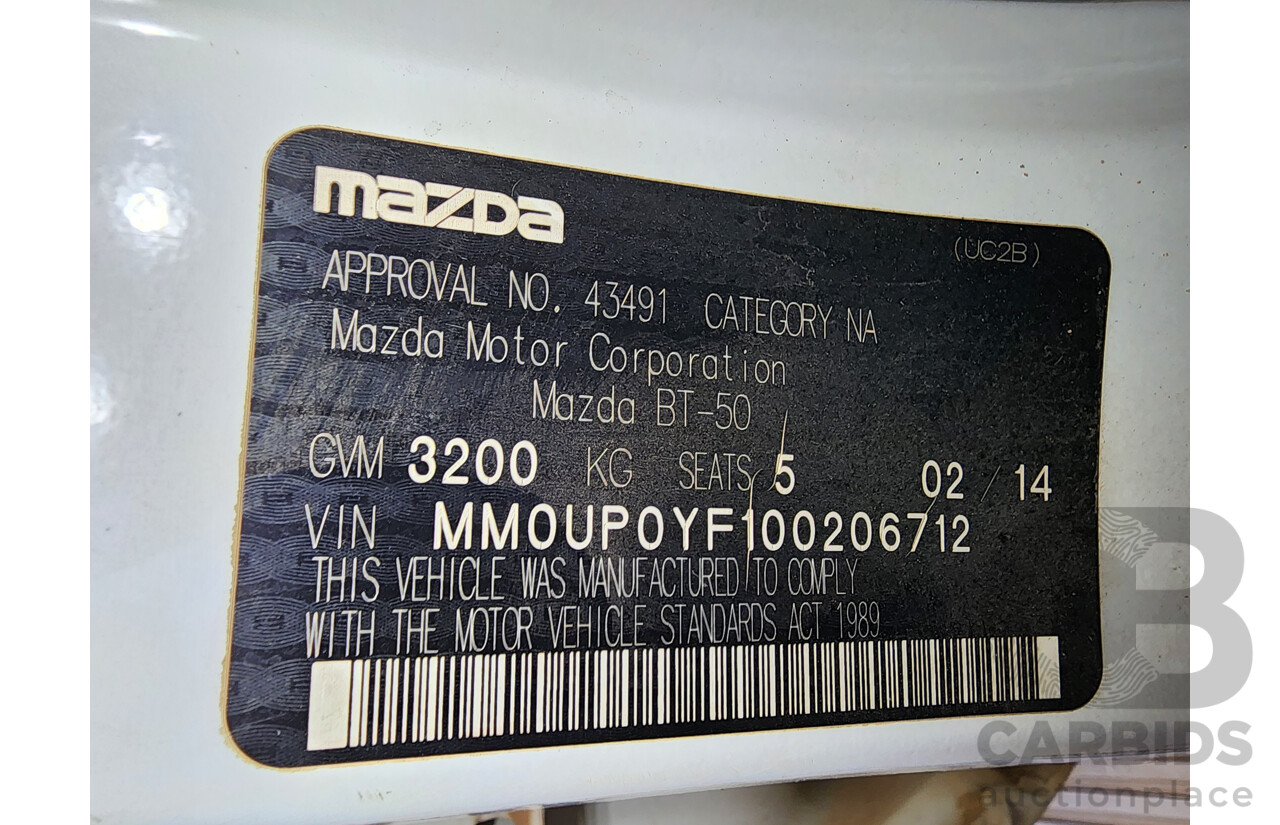 mazda
(UC2B)
APPROVAL NO. 43491 CATEGORY NA
Mazda Motor Corporation
Mazda BT-50
GVM 3200 KG SEATS 5 02 / 14
VIN MM0UP0YF100206712
THIS VEHICLE WAS MANUFACTURED TO COMPLY
WITH THE MOTOR VEHICLE STANDARDS ACT 1989
B
CARBIDS
auctionplace